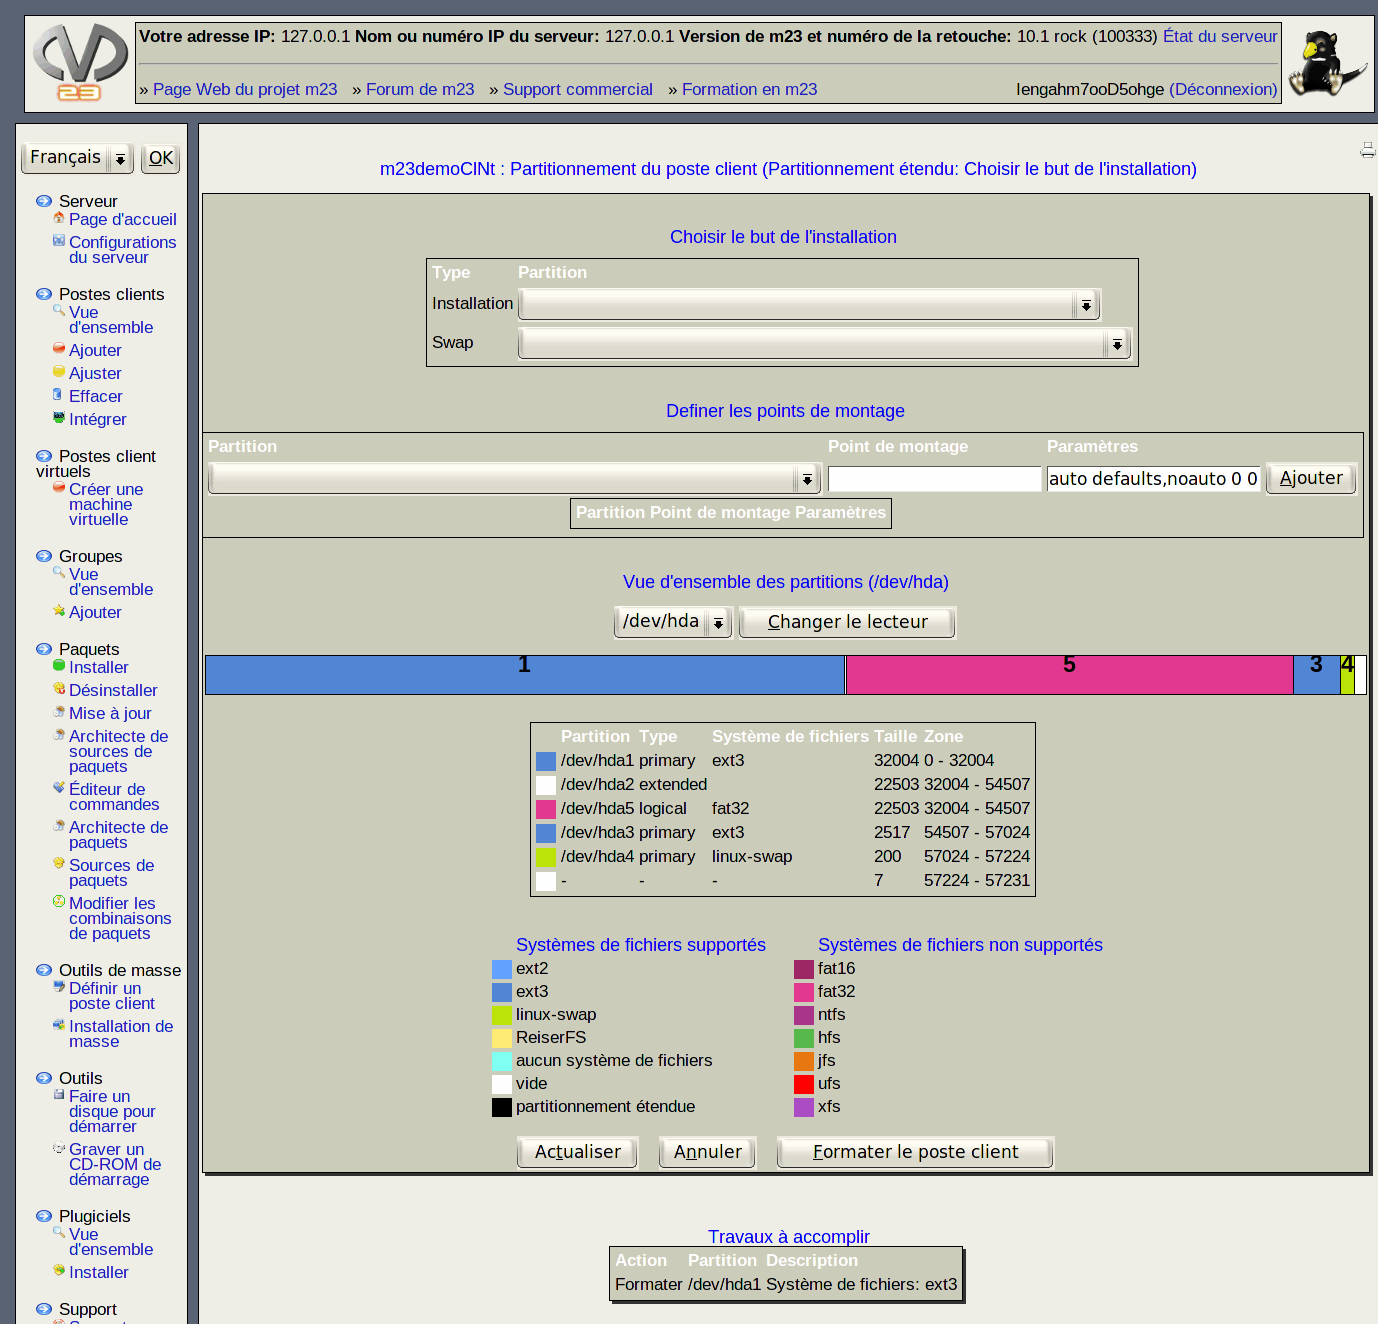 Votre adresse IP: 127.0.0.1 Nom ou numéro IP du serveur: 127.0.0.1 Version de m23 et numéro de la retouche: 10.1 rock (100333) État du serveur
» Page Web du projet m23 » Forum de m23 » Support commercial » Formation en m23 lengahm7ooD5ohge (Déconnexion)
23
Français OK
Serveur
Page d'accueil
Configurations
du serveur
Postes clients
Vue
d'ensemble
Ajouter
Ajuster
Effacer
Intégrer
Postes client
virtuels
Créer une
machine
virtuelle
Groupes
Vue
d'ensemble
Ajouter
Paquets
Installer
Désinstaller
Mise à jour
Architecte de
sources de
paquets
Éditeur de
commandes
Architecte de
paquets
Sources de
paquets
Modifier les
combinaisons
de paquets
Outils de masse
Définir un
poste client
Installation de
masse
Outils
Faire un
disque pour
démarrer
Graver un
CD-ROM de
démarrage
Plugiciels
Vue
d'ensemble
Installer
Support
m23demoClNt : Partitionnement du poste client (Partitionnement étendu: Choisir le but de l'installation)
Choisir le but de l'installation
Type Partition
Installation
Swap
Definer les points de montage
Partition Point de montage Paramètres
auto defaults,noauto 0 0 Ajouter
Partition Point de montage Paramètres
Vue d'ensemble des partitions (/dev/hda)
/dev/hda Changer le lecteur
1 5 3 4
Partition Type Système de fichiers Taille Zone
/dev/hda1 primary ext3 32004 0 - 32004
/dev/hda2 extended 22503 32004 - 54507
/dev/hda5 logical fat32 22503 32004 - 54507
/dev/hda3 primary ext3 2517 54507 - 57024
/dev/hda4 primary linux-swap 200 57024 - 57224
- - - 7 57224 - 57231
Systèmes de fichiers supportés Systèmes de fichiers non supportés
ext2 fat16
ext3 fat32
linux-swap ntfs
ReiserFS hfs
aucun système de fichiers jfs
vide ufs
partitionnement étendue xfs
Actualiser Annuler Formater le poste client
Travaux à accomplir
Action Partition Description
Formater /dev/hda1 Système de fichiers: ext3